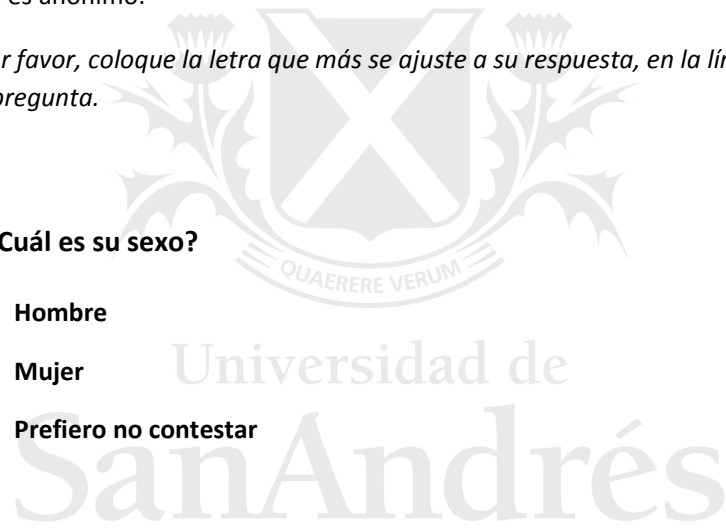 es anónimo.
r favor, coloque la letra que más se ajuste a su respuesta, en la lí
pregunta.
Cuál es su sexo?
QUAERERE VERUM
Hombre
Universidad de
Mujer
Prefiero no contestar
SanAndrés